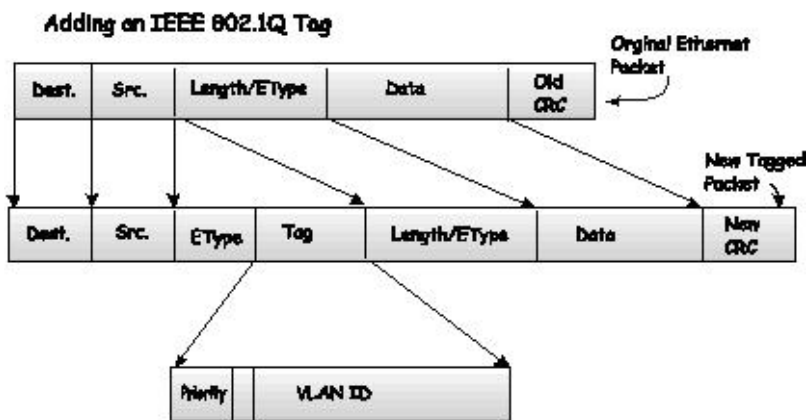 Adding an IEEE 802.1Q Tag
Orginal Ethernet
Packet
Dest. Src. Length/EType Data Old
CRC
New Tagged
Packet
Dest. Src. EType Tag Length/EType Data New
CRC
Priority VLAN ID